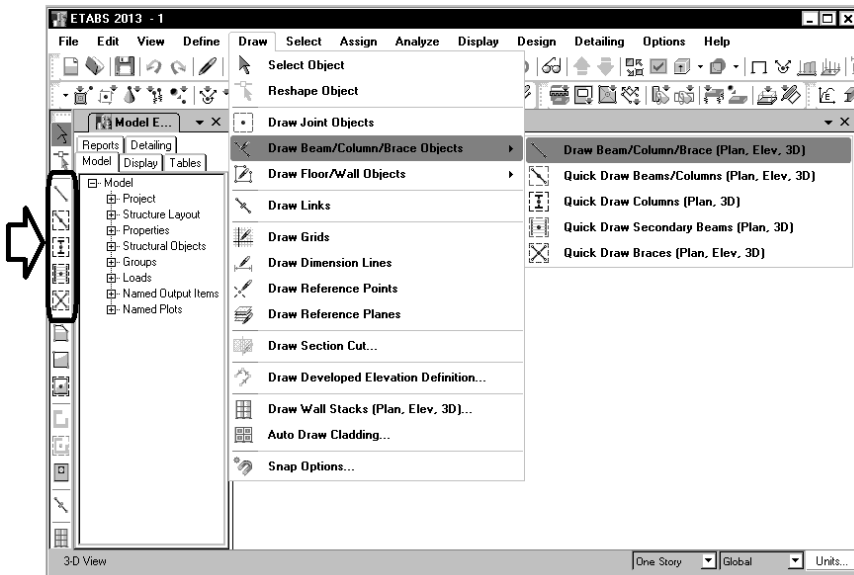 ETABS 2013 - 1
File Edit View Define Draw Select Assign Analyze Display Design Detailing Options Help
Select Object
Reshape Object
Draw Joint Objects
Draw Beam/Column/Brace Objects
Draw Floor/Wall Objects
Draw Links
Draw Grids
Draw Dimension Lines
Draw Reference Points
Draw Reference Planes
Draw Section Cut...
Draw Developed Elevation Definition...
Draw Wall Stacks (Plan, Elev, 3D)...
Auto Draw Cladding...
Snap Options...
Draw Beam/Column/Brace (Plan, Elev, 3D)
Quick Draw Beams/Columns (Plan, Elev, 3D)
Quick Draw Columns (Plan, 3D)
Quick Draw Secondary Beams (Plan, 3D)
Quick Draw Braces (Plan, Elev, 3D)
Model E...
Reports Detailing
Model Display Tables
Model
Project
Structure Layout
Properties
Structural Objects
Groups
Loads
Named Output Items
Named Plots
3-D View
One Story Global Units...